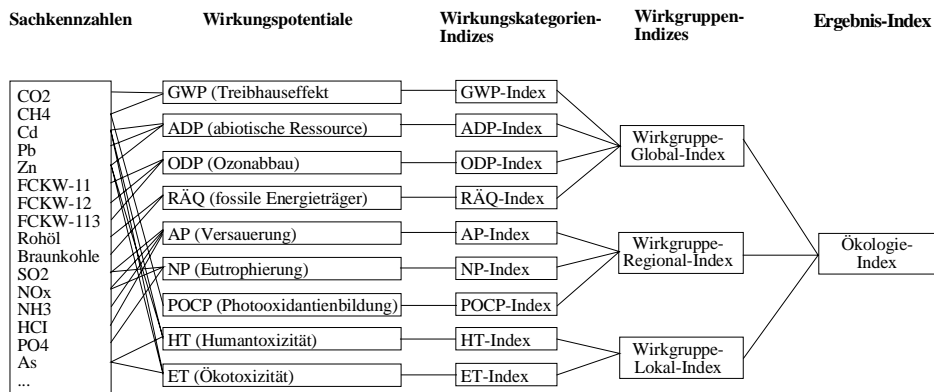 Sachkennzahlen
Wirkungspotentiale
Wirkungskategorien-
Indizes
Wirkgruppen-
Indizes
Ergebnis-Index
CO2
CH4
Cd
Pb
Zn
FCKW-11
FCKW-12
FCKW-113
Rohöl
Braunkohle
SO2
NOx
NH3
HCI
PO4
As
...
GWP (Treibhauseffekt
ADP (abiotische Ressource)
ODP (Ozonabbau)
RÄQ (fossile Energieträger)
AP (Versauerung)
NP (Eutrophierung)
POCP (Photooxidantienbildung)
HT (Humantoxizität)
ET (Ökotoxizität)
GWP-Index
ADP-Index
ODP-Index
RÄQ-Index
AP-Index
NP-Index
POCP-Index
HT-Index
ET-Index
Wirkgruppe-
Global-Index
Wirkgruppe-
Regional-Index
Wirkgruppe-
Lokal-Index
Ökologie-
Index